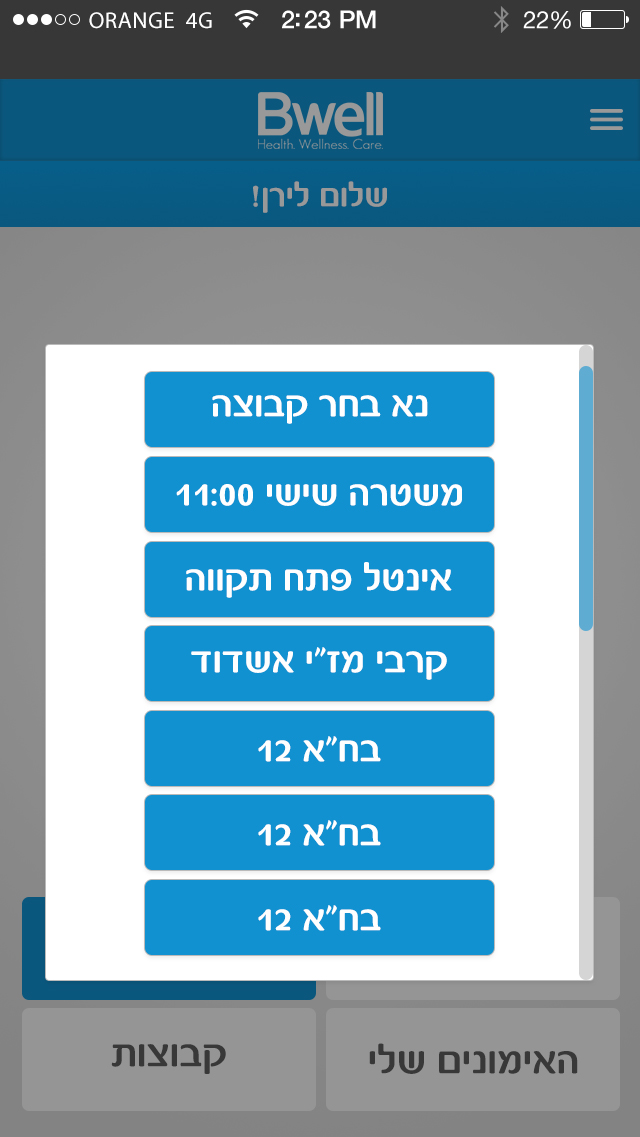 ORANGE 4G 2:23 PM 22%
Bwell
Health. Wellness. Care.
שלום לירן!
נא בחר קבוצה
משטרה שישי 11:00
אינטל פתח תקווה
קרבי מז"י אשדוד
בח"א 12
בח"א 12
בח"א 12
האימונים שלי
קבוצות